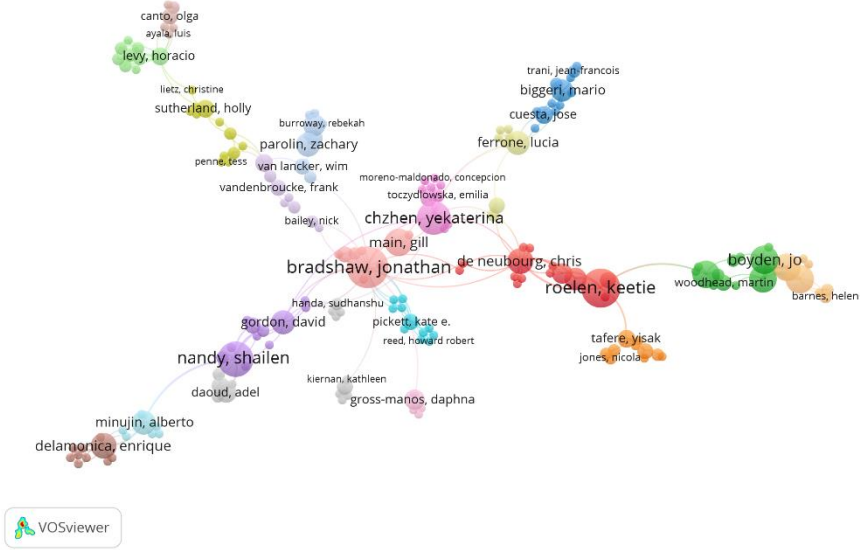 canto, olga
ayala, luis
levy, horacio
lietz, christine
sutherland, holly
penne, tess
burroway, rebekah
parolin, zachary
van lancker, wim
vandenbroucke, frank
bailey, nick
trani, jean-francois
biggeri, mario
cuesta, jose
ferrone, lucia
moreno-maldonado, concepcion
toczydlowska, emilia
chzhen, yekaterina
main, gill
bradshaw, jonathan
de neubourg, chris
roelen, keetie
boyden, jo
woodhead, martin
barnes, helen
handa, sudhanshu
gordon, david
pickett, kate e.
reed, howard robert
tafere, yisak
jones, nicola
nandy, shailen
daoud, adel
kiernan, kathleen
gross-manos, daphna
minujin, alberto
delamonica, enrique
VOSviewer